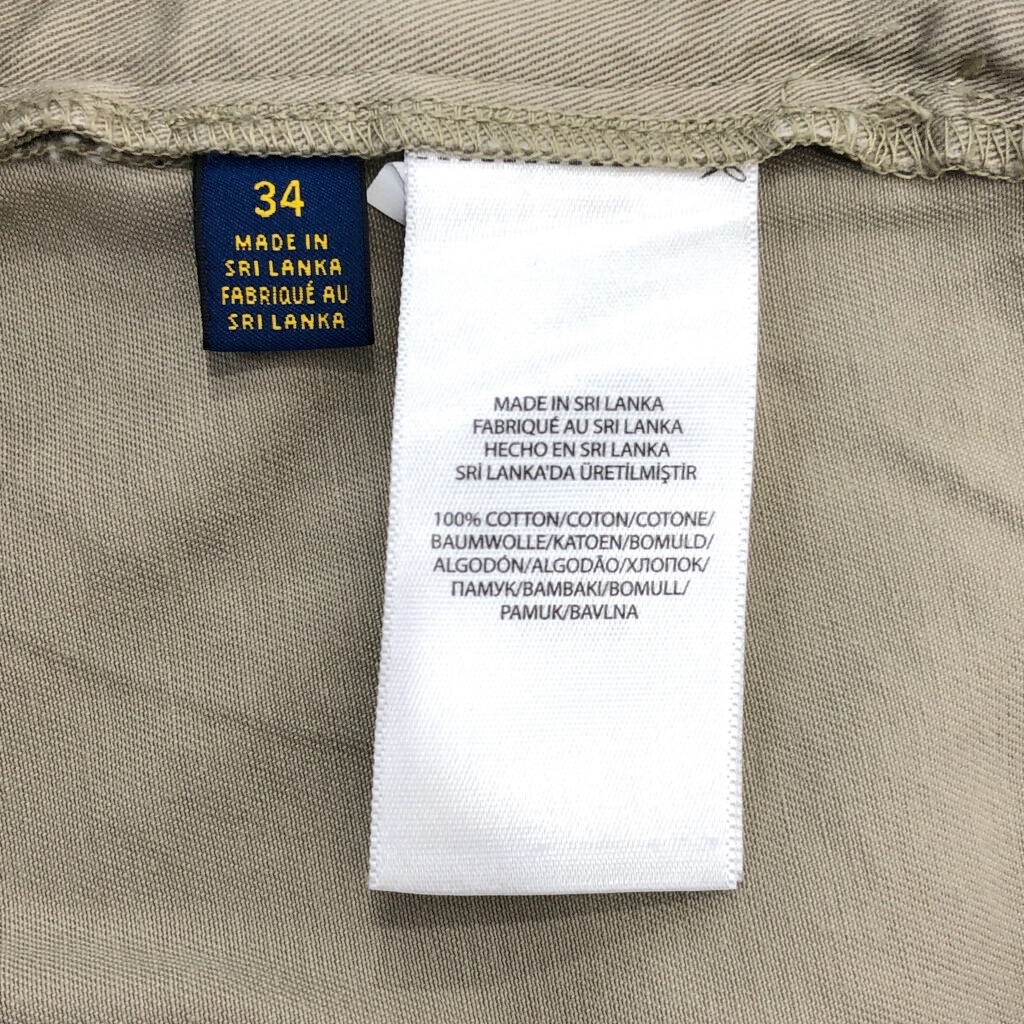 34
MADE IN
SRI LANKA
FABRIQUÉ AU
SRI LANKA
MADE IN SRI LANKA
FABRIQUÉ AU SRI LANKA
HECHO EN SRI LANKA
SRİ LANKA'DA ÜRETİLMİŞTİR
100% COTTON/COTON/COTONE/
BAUMWOLLE/KATOEN/BOMULD/
ALGODÓN/ALGODÃO/ХЛОПОК/
ПАМУК/BAMBAKI/BOMULL/
PAMUK/BAVLNA